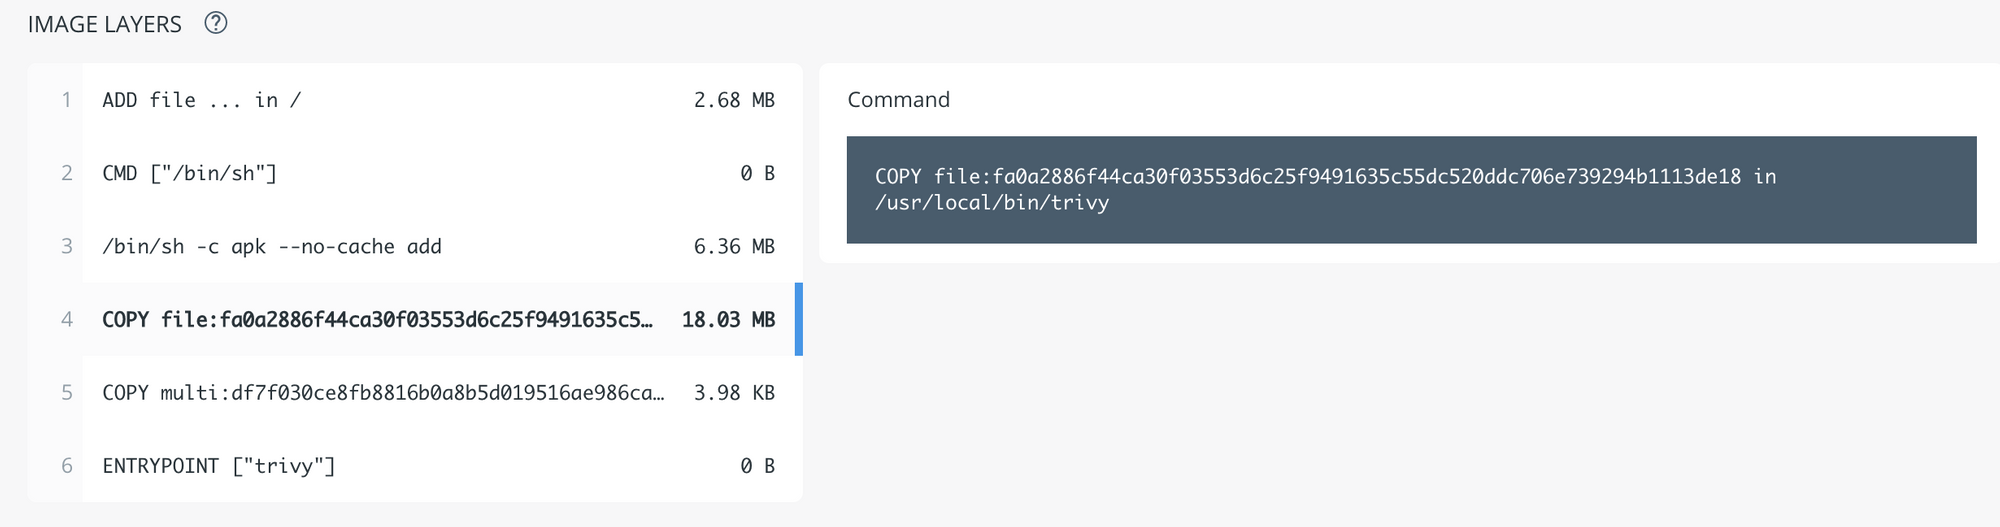 IMAGE LAYERS ?
1 ADD file ... in / 2.68 MB
2 CMD ["/bin/sh"] 0 B
3 /bin/sh -c apk --no-cache add 6.36 MB
4 COPY file:fa0a2886f44ca30f03553d6c25f9491635c5… 18.03 MB
5 COPY multi:df7f030ce8fb8816b0a8b5d019516ae986ca… 3.98 KB
6 ENTRYPOINT ["trivy"] 0 B
Command
COPY file:fa0a2886f44ca30f03553d6c25f9491635c55dc520ddc706e739294b1113de18 in
/usr/local/bin/trivy